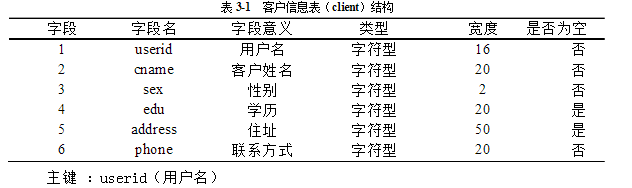 表 3-1 客户信息表（client）结构
字段 字段名 字段意义 类型 宽度 是否为空
1 userid 用户名 字符型 16 否
2 cname 客户姓名 字符型 20 否
3 sex 性别 字符型 2 否
4 edu 学历 字符型 20 是
5 address 住址 字符型 50 是
6 phone 联系方式 字符型 20 否
主键 ：userid（用户名）